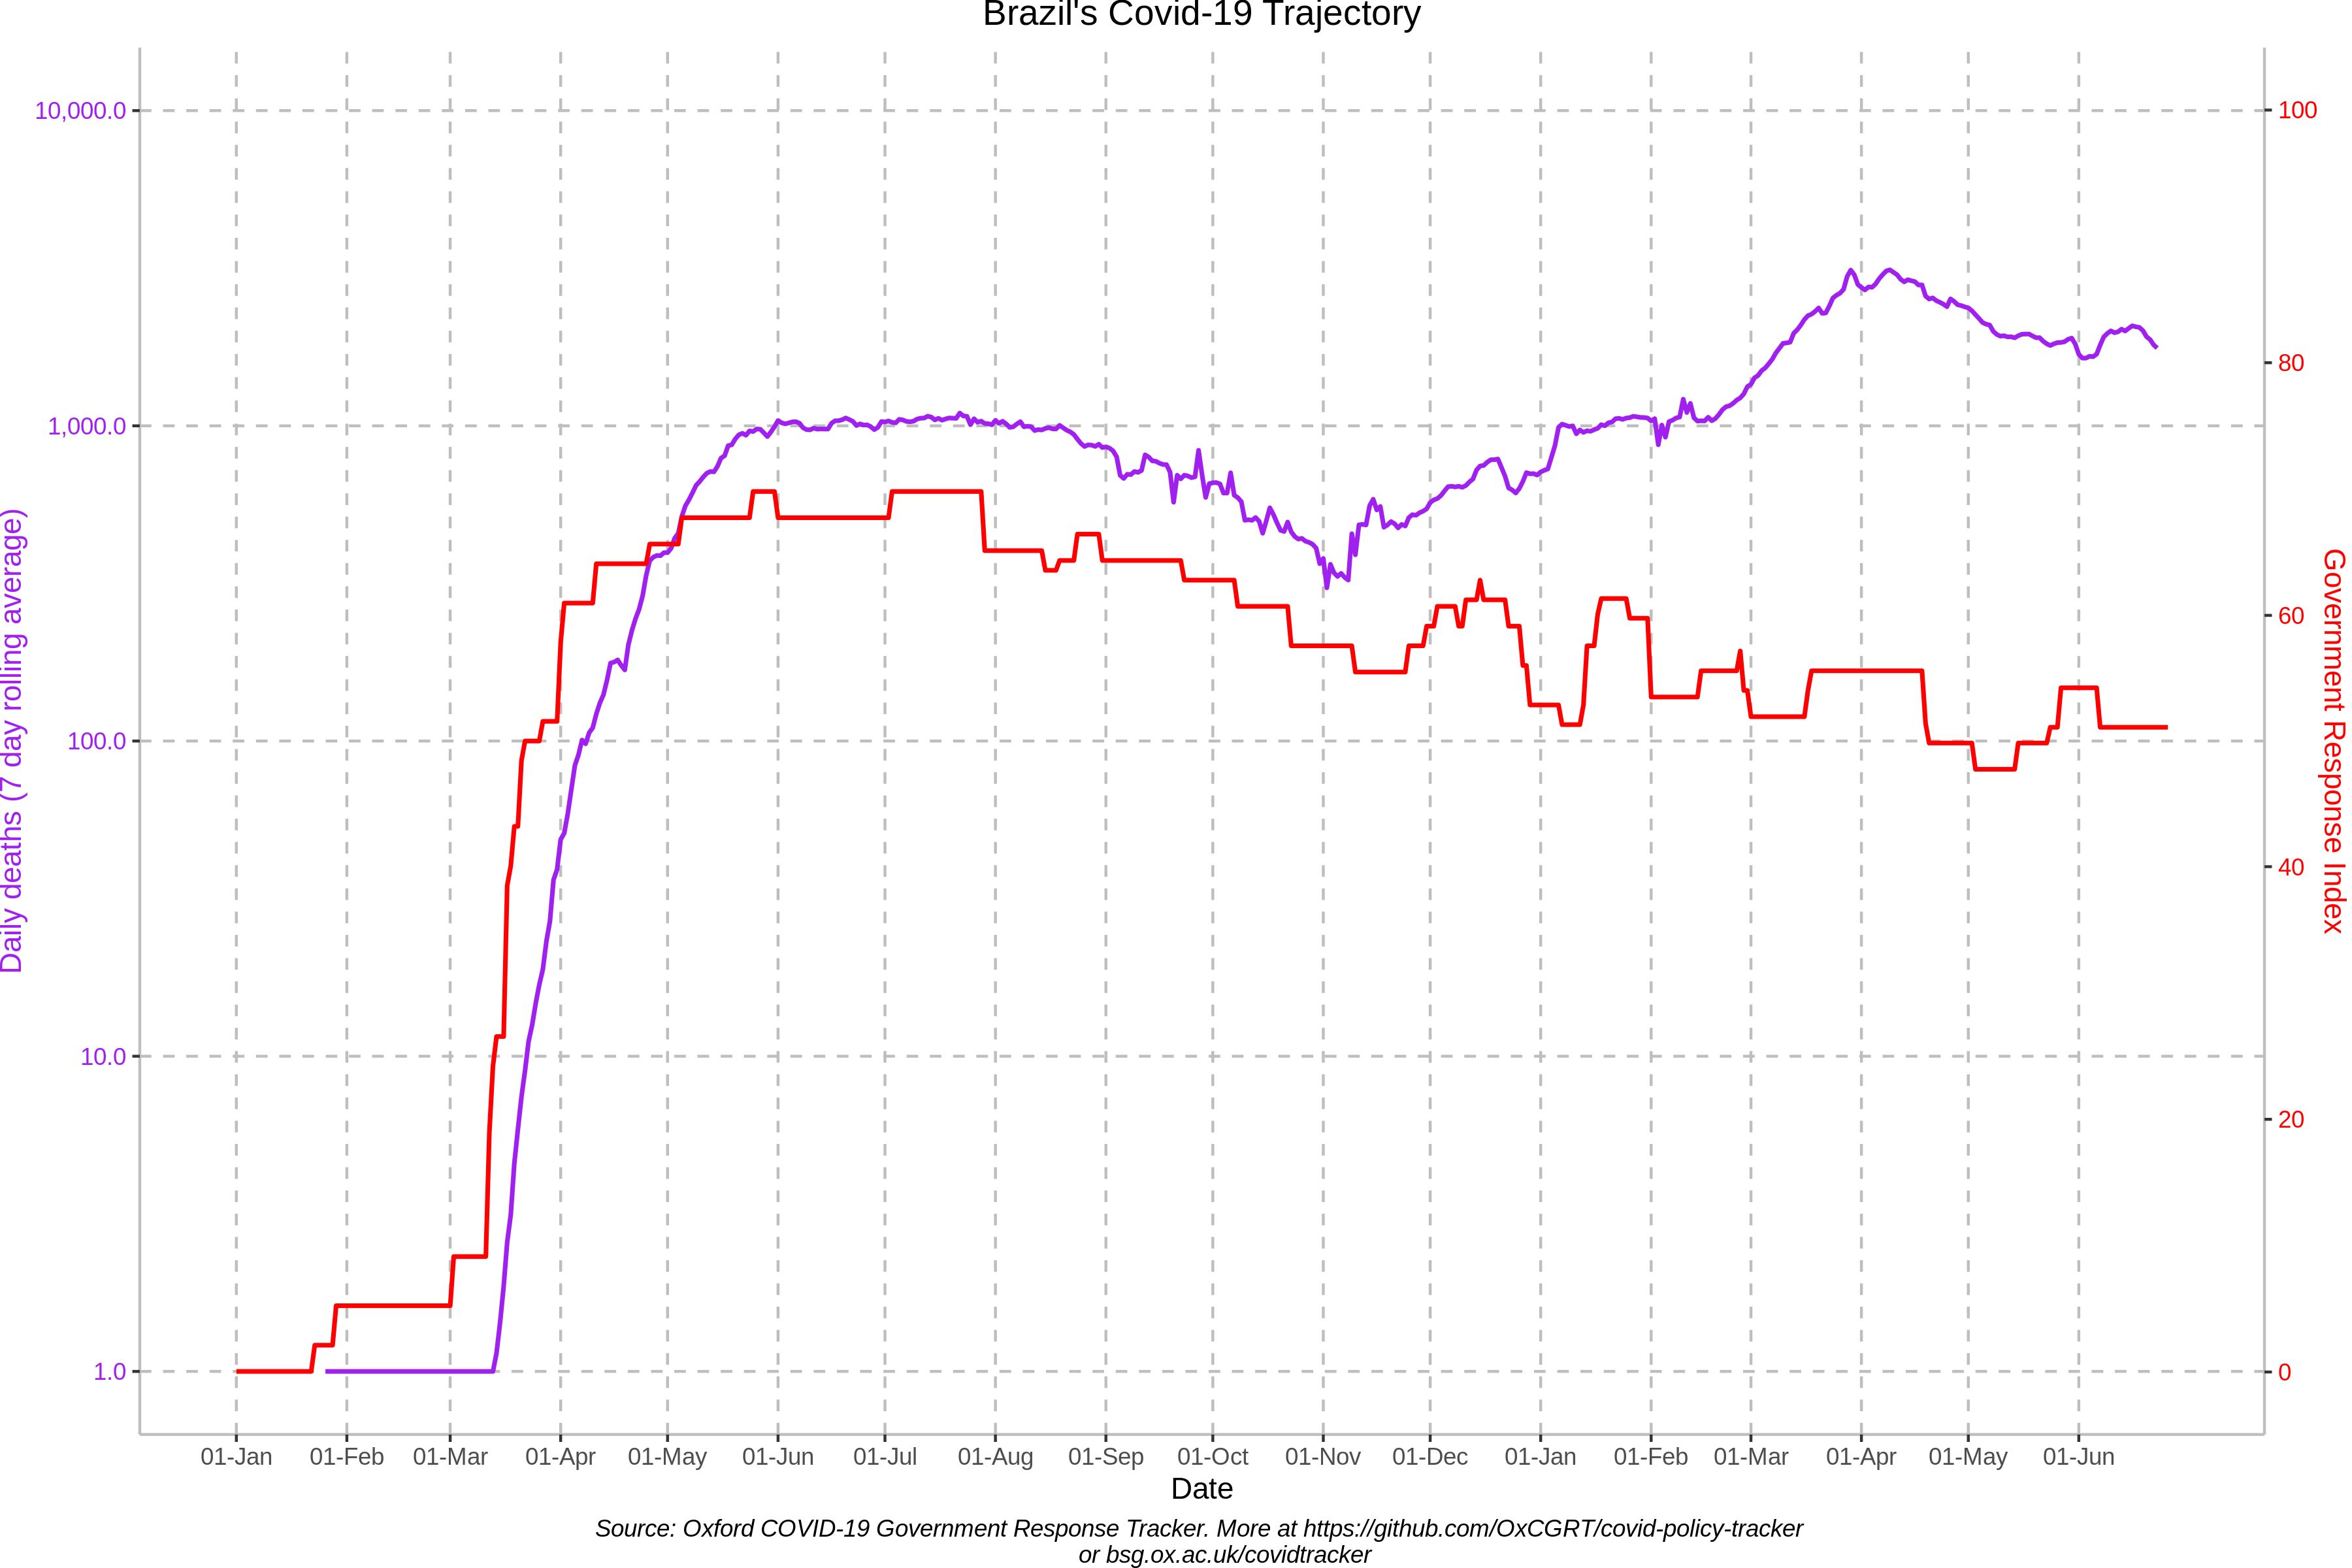 Brazil's Covid-19 Trajectory
10,000.0
1,000.0
100.0
10.0
1.0
Daily deaths (7 day rolling average)
100
80
60
40
20
0
Government Response Index
01-Jan 01-Feb 01-Mar 01-Apr 01-May 01-Jun 01-Jul 01-Aug 01-Sep 01-Oct 01-Nov 01-Dec 01-Jan 01-Feb 01-Mar 01-Apr 01-May 01-Jun
Date
Source: Oxford COVID-19 Government Response Tracker. More at https://github.com/OxCGRT/covid-policy-tracker
or bsg.ox.ac.uk/covidtracker